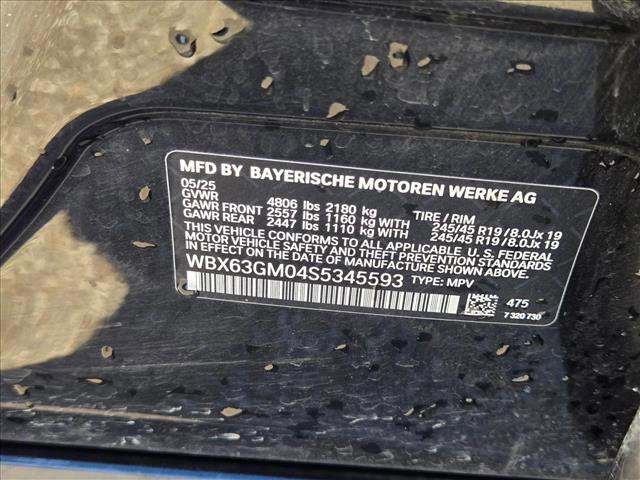 MFD BY BAYERISCHE MOTOREN WERKE AG
05/25
GVWR 4806 lbs 2180 kg TIRE / RIM
GAWR FRONT 2557 lbs 1160 kg WITH 245/45 R19 / 8.0Jx 19
GAWR REAR 2447 lbs 1110 kg WITH 245/45 R19 / 8.0Jx 19
THIS VEHICLE CONFORMS TO ALL APPLICABLE U.S. FEDERAL
MOTOR VEHICLE SAFETY AND THEFT PREVENTION STANDARDS
IN EFFECT ON THE DATE OF MANUFACTURE SHOWN ABOVE.
WBX63GM04S5345593 TYPE: MPV
475
7 320 730